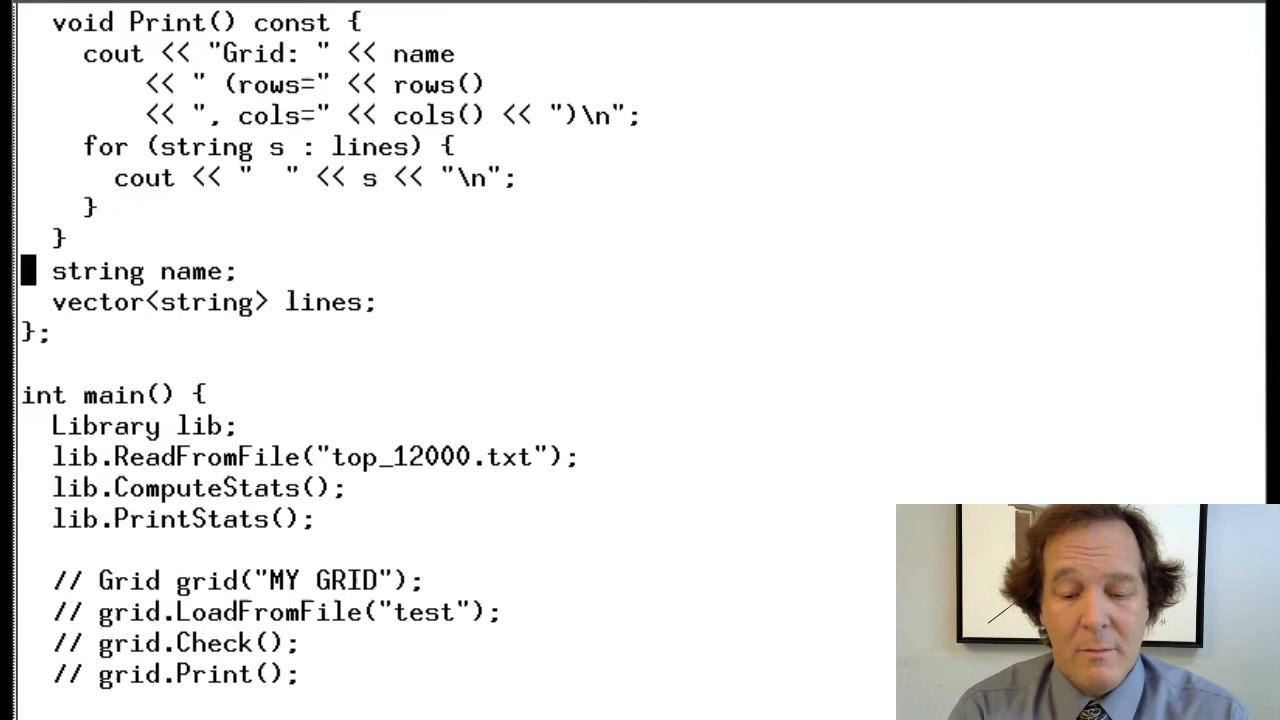 void Print() const {
cout << "Grid: " << name
<< " (rows=" << rows()
<< ", cols=" << cols() << ")\n";
for (string s : lines) {
cout << "  " << s << "\n";
}
}
string name;
vector<string> lines;
};
int main() {
Library lib;
lib.ReadFromFile("top_12000.txt");
lib.ComputeStats();
lib.PrintStats();
// Grid grid("MY GRID");
// grid.LoadFromFile("test");
// grid.Check();
// grid.Print();